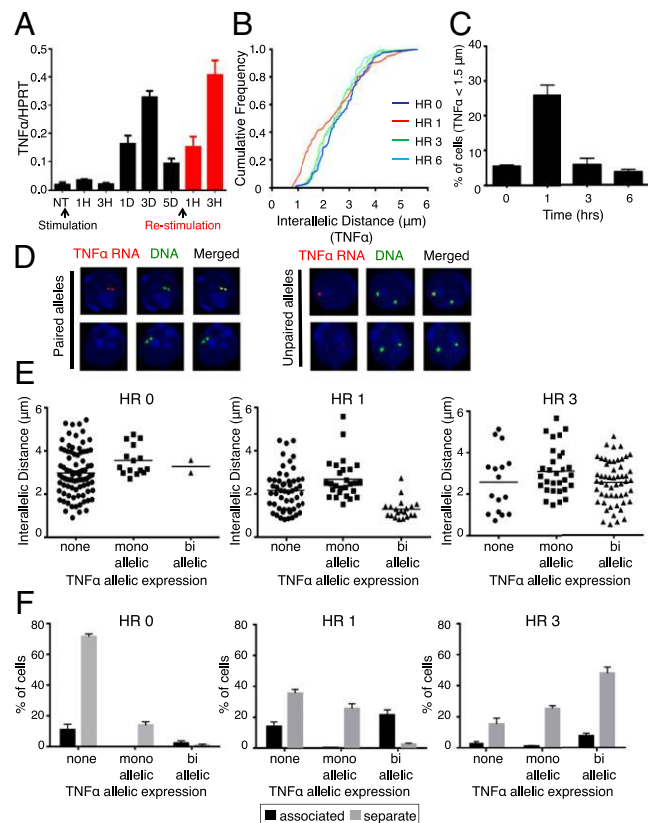 A
TNFα/HPRT
0.5
0.4
0.3
0.2
0.1
0.0
NT 1H 3H 1D 3D 5D 1H 3H
Stimulation
Re-stimulation
B
Cumulative Frequency
1.0
0.8
0.6
0.4
0.2
0.0
0 1 2 3 4 5 6
Interallelic Distance (µm)
(TNFα)
HR 0
HR 1
HR 3
HR 6
C
% of cells (TNFα < 1.5 µm)
40
30
20
10
0
0 1 3 6
Time (hrs)
D
TNFα RNA DNA Merged
Paired alleles
TNFα RNA DNA Merged
Unpaired alleles
E
HR 0
Interallelic Distance (µm)
6
4
2
0
none mono allelic bi allelic
TNFα allelic expression
HR 1
Interallelic Distance (µm)
6
4
2
0
none mono allelic bi allelic
TNFα allelic expression
HR 3
Interallelic Distance (µm)
6
4
2
0
none mono allelic bi allelic
TNFα allelic expression
F
HR 0
% of cells
80
60
40
20
0
none mono allelic bi allelic
TNFα allelic expression
HR 1
% of cells
80
60
40
20
0
none mono allelic bi allelic
TNFα allelic expression
HR 3
% of cells
80
60
40
20
0
none mono allelic bi allelic
TNFα allelic expression
associated separate